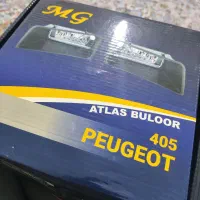 MG
ATLAS BULOOR
405
PEUGEOT